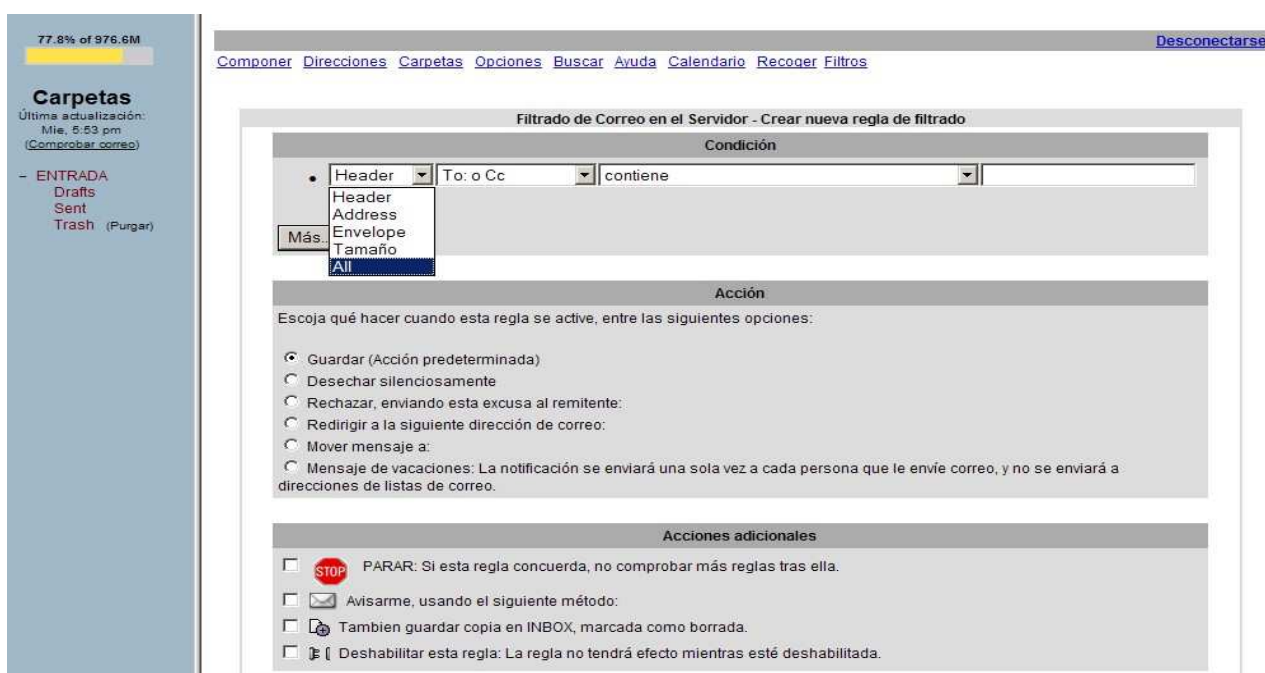 77.8% of 976.6M
Desconectarse
Componer Direcciones Carpetas Opciones Buscar Ayuda Calendario Recoger Filtros
Carpetas
Última actualización:
Mie, 5:53 pm
(Comprobar correo)
– ENTRADA
Drafts
Sent
Trash (Purgar)
Filtrado de Correo en el Servidor - Crear nueva regla de filtrado
Condición
• Header To: o Cc contiene
Header
Address
Envelope
Tamaño
All
Más..
Acción
Escoja qué hacer cuando esta regla se active, entre las siguientes opciones:
Guardar (Acción predeterminada)
Desechar silenciosamente
Rechazar, enviando esta excusa al remitente:
Redirigir a la siguiente dirección de correo:
Mover mensaje a:
Mensaje de vacaciones: La notificación se enviará una sola vez a cada persona que le envíe correo, y no se enviará a
direcciones de listas de correo.
Acciones adicionales
STOP PARAR: Si esta regla concuerda, no comprobar más reglas tras ella.
Avisarme, usando el siguiente método:
Tambien guardar copia en INBOX, marcada como borrada.
Deshabilitar esta regla: La regla no tendrá efecto mientras esté deshabilitada.